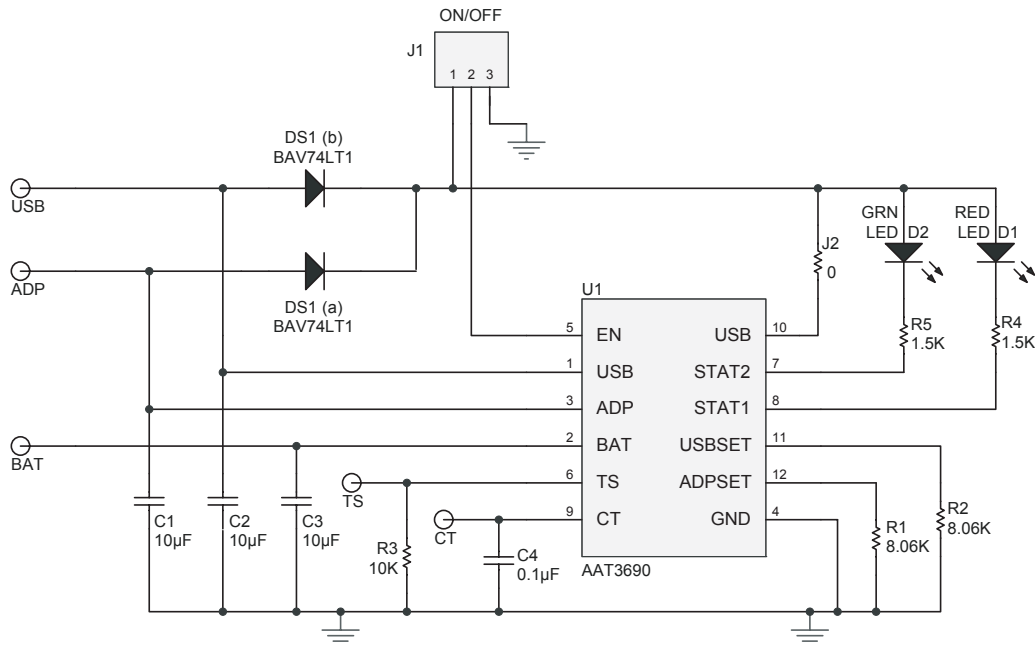 ON/OFF
J1
1 2 3
DS1 (b)
BAV74LT1
USB
GRN
LED D2
RED
LED D1
J2
0
ADP
DS1 (a)
BAV74LT1
U1
R5
1.5K
R4
1.5K
5 EN USB 10
1 USB STAT2 7
3 ADP STAT1 8
2 BAT USBSET 11
6 TS ADPSET 12
9 CT GND 4
BAT
TS
CT
C1
10µF
C2
10µF
C3
10µF
R3
10K
C4
0.1µF
AAT3690
R1
8.06K
R2
8.06K